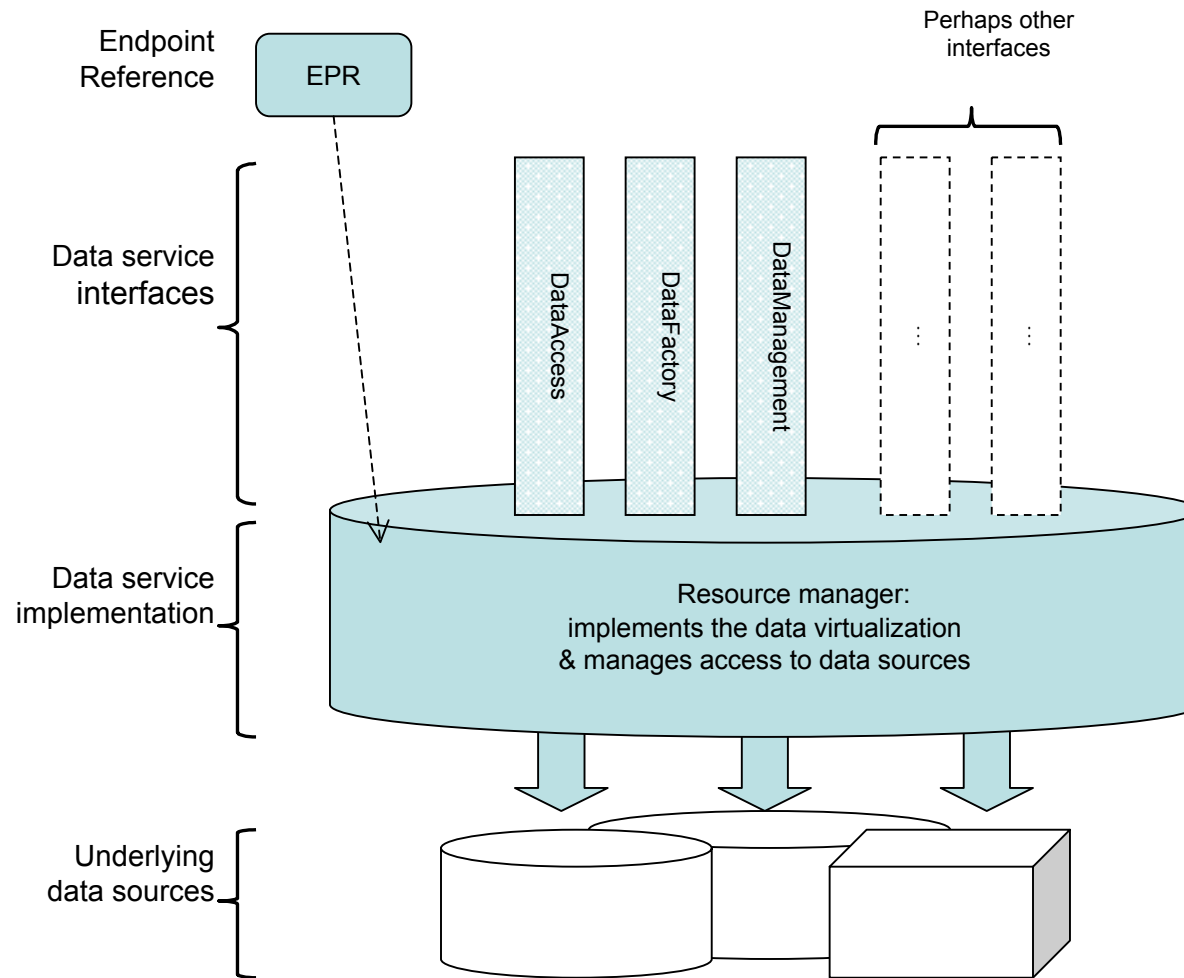 Endpoint
Reference
EPR
Perhaps other
interfaces
Data service
interfaces
DataAccess
DataFactory
DataManagement
...
...
Data service
implementation
Resource manager:
implements the data virtualization
& manages access to data sources
Underlying
data sources